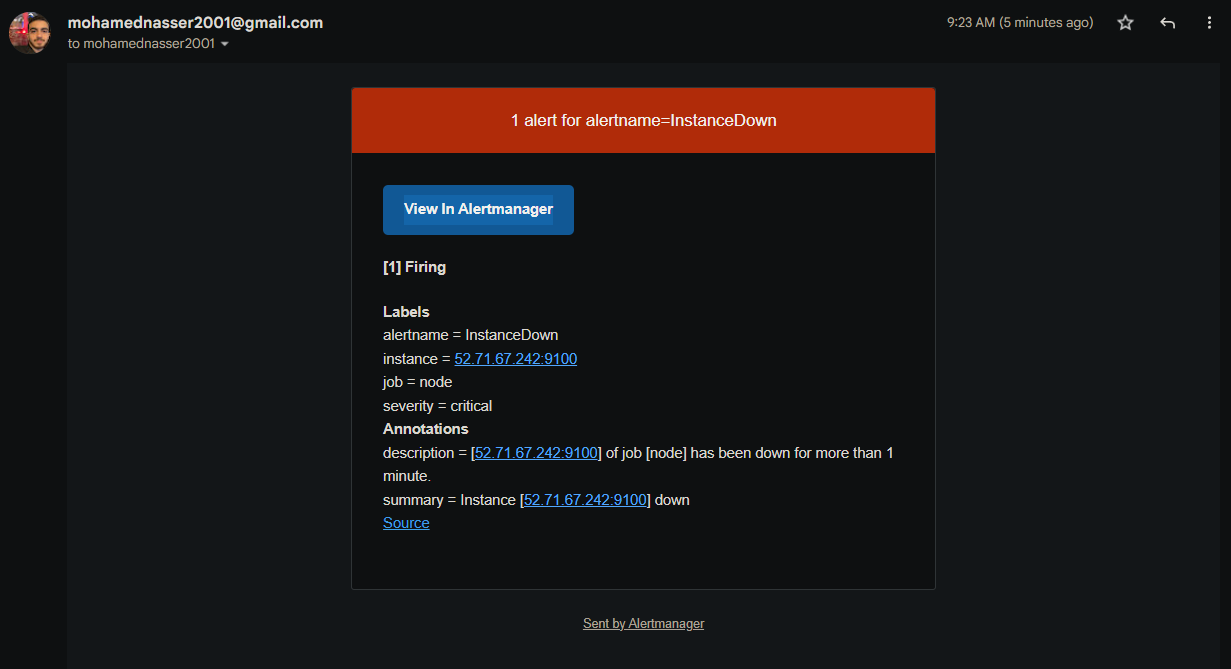 mohamednasser2001@gmail.com
9:23 AM (5 minutes ago)
to mohamednasser2001
1 alert for alertname=InstanceDown
View In Alertmanager
[1] Firing
Labels
alertname = InstanceDown
instance = 52.71.67.242:9100
job = node
severity = critical
Annotations
description = [52.71.67.242:9100] of job [node] has been down for more than 1
minute.
summary = Instance [52.71.67.242:9100] down
Source
Sent by Alertmanager